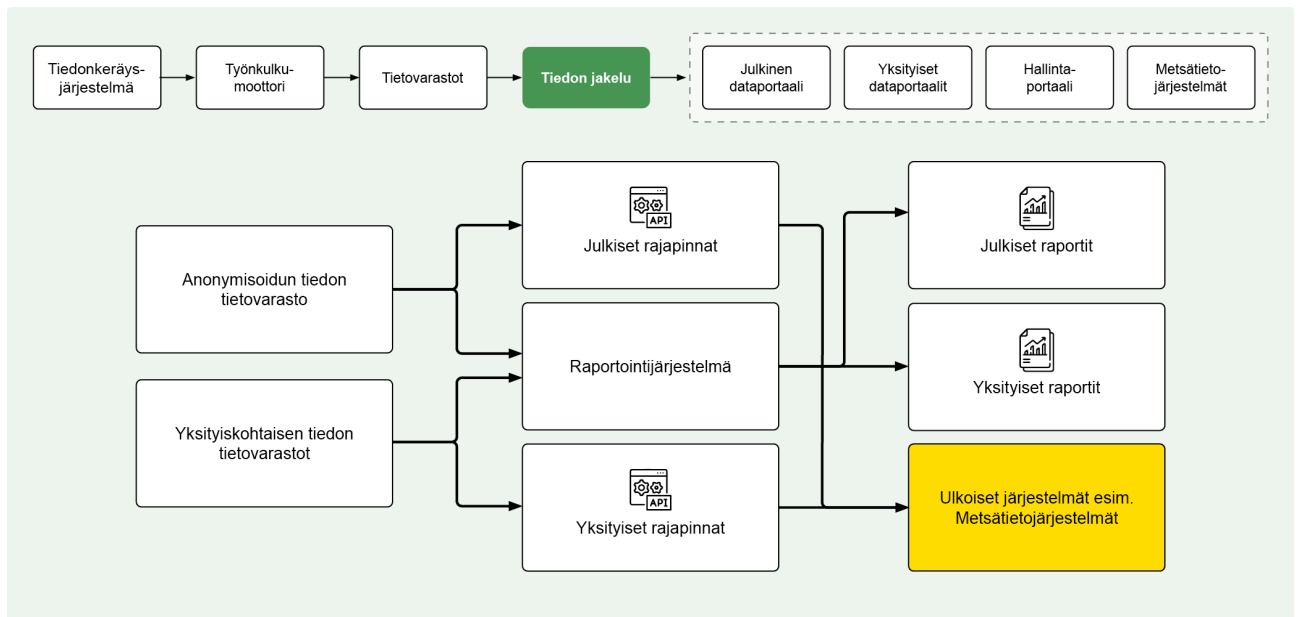 Tiedonkeräys-
järjestelmä
Työnkulku-
moottori
Tietovarastot
Tiedon jakelu
Julkinen
dataportaali
Yksityiset
dataportaalit
Hallinta-
portaali
Metsätieto-
järjestelmät
Anonymisoidun tiedon
tietovarasto
Yksityiskohtaisen tiedon
tietovarastot
API
Julkiset rajapinnat
Raportointijärjestelmä
API
Yksityiset rajapinnat
Julkiset raportit
Yksityiset raportit
Ulkoiset järjestelmät esim.
Metsätietojärjestelmät